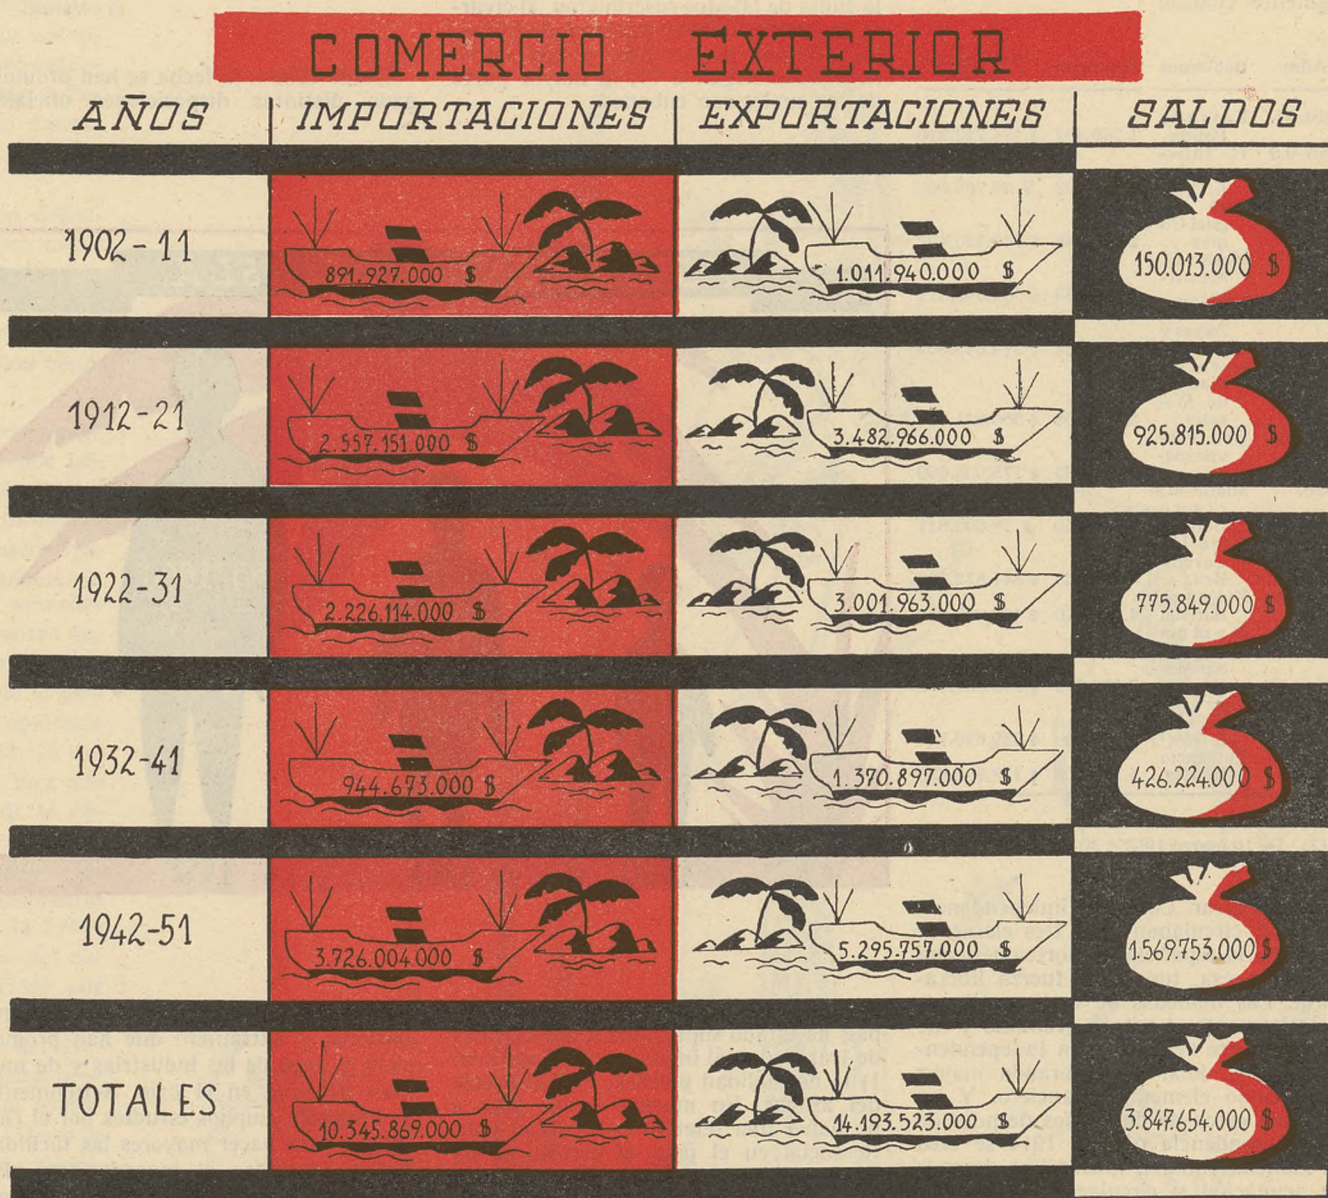 COMERCIO EXTERIOR
AÑOS IMPORTACIONES EXPORTACIONES SALDOS
1902-11 891.927.000 $ 1.011.940.000 $ 150.013.000 $
1912-21 2.557.151.000 $ 3.482.966.000 $ 925.815.000 $
1922-31 2.226.114.000 $ 3.001.963.000 $ 775.849.000 $
1932-41 944.673.000 $ 1.370.897.000 $ 426.224.000 $
1942-51 3.726.004.000 $ 5.295.757.000 $ 1.569.753.000 $
TOTALES 10.345.869.000 $ 14.193.523.000 $ 3.847.654.000 $